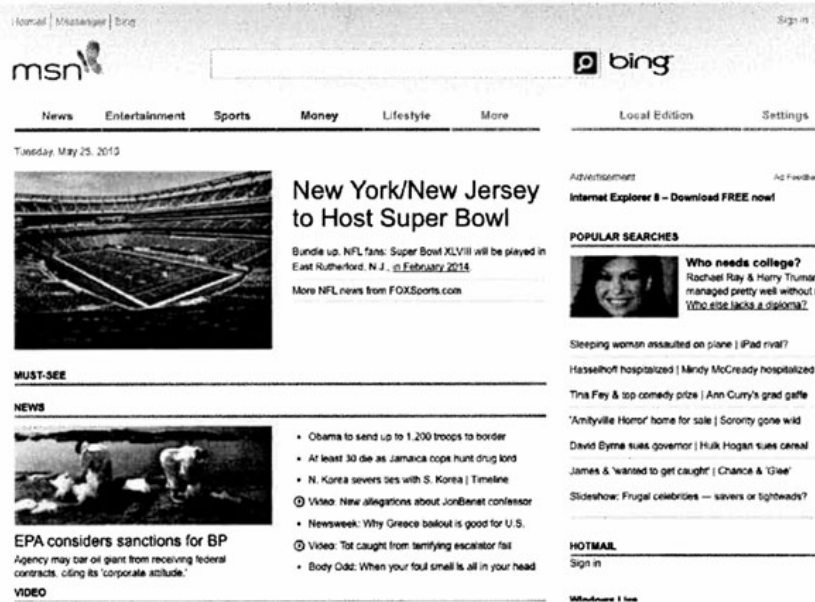 Hotmail | Messenger | Bing
Sign in
msn
bing
News Entertainment Sports Money Lifestyle More
Local Edition Settings
Tuesday, May 25, 2010
New York/New Jersey
to Host Super Bowl
Bundle up, NFL fans: Super Bowl XLVIII will be played in
East Rutherford, N.J., in February 2014.
More NFL news from FOXSports.com
MUST-SEE
NEWS
EPA considers sanctions for BP
Agency may bar oil giant from receiving federal
contracts, citing its 'corporate attitude.'
• Obama to send up to 1,200 troops to border
• At least 30 die as Jamaica cops hunt drug lord
• N. Korea severs ties with S. Korea | Timeline
Video: New allegations about JonBenet confessor
• Newsweek: Why Greece bailout is good for U.S.
Video: Tot caught from terrifying escalator fall
• Body Odd: When your foul smell is all in your head
VIDEO
Advertisement
Ad Feedba
Internet Explorer 8 – Download FREE now!
POPULAR SEARCHES
Who needs college?
Rachael Ray & Harry Truman
managed pretty well without
Who else lacks a diploma?
Sleeping woman assaulted on plane | iPad rival?
Hasselhoff hospitalized | Mindy McCready hospitalized
Tina Fey & top comedy prize | Ann Curry's grad gaffe
'Amityville Horror' home for sale | Sorority gone wild
David Byrne sues governor | Hulk Hogan sues cereal
James & 'wanted to get caught' | Chance & 'Glee'
Slideshow: Frugal celebrities — savers or tightwads?
HOTMAIL
Sign in
Windows Live